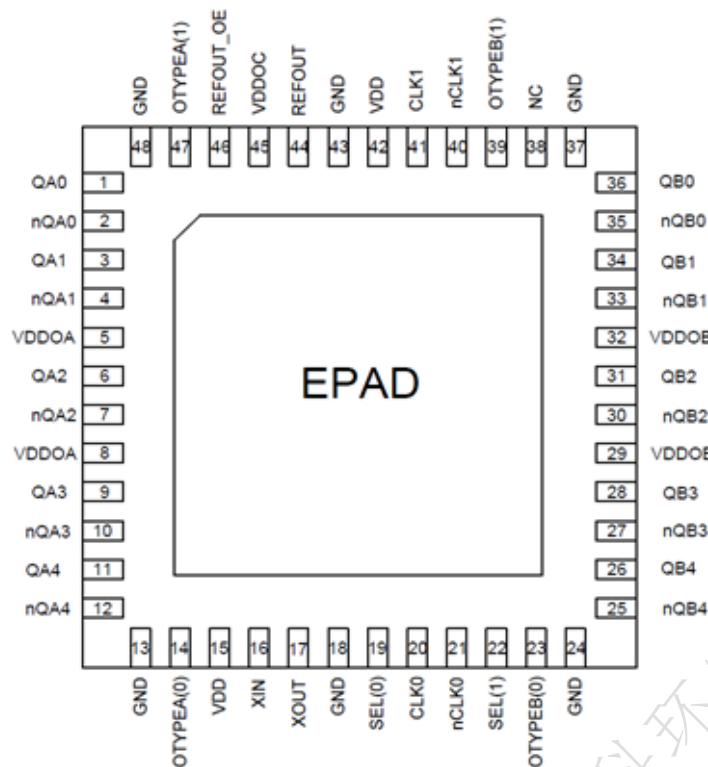 GND OTYPEA(1) REFOUT_OE VDDOC REFOUT GND VDD CLK1 nCLK1 OTYPEB(1) NC GND
48 47 46 45 44 43 42 41 40 39 38 37
QA0 1 36 QB0
nQA0 2 35 nQB0
QA1 3 34 QB1
nQA1 4 33 nQB1
VDDOA 5 32 VDDOB
QA2 6 31 QB2
EPAD
nQA2 7 30 nQB2
VDDOA 8 29 VDDOB
QA3 9 28 QB3
nQA3 10 27 nQB3
QA4 11 26 QB4
nQA4 12 25 nQB4
13 14 15 16 17 18 19 20 21 22 23 24
GND OTYPEA(0) VDD XIN XOUT GND SEL(0) CLK0 nCLK0 SEL(1) OTYPEB(0) GND